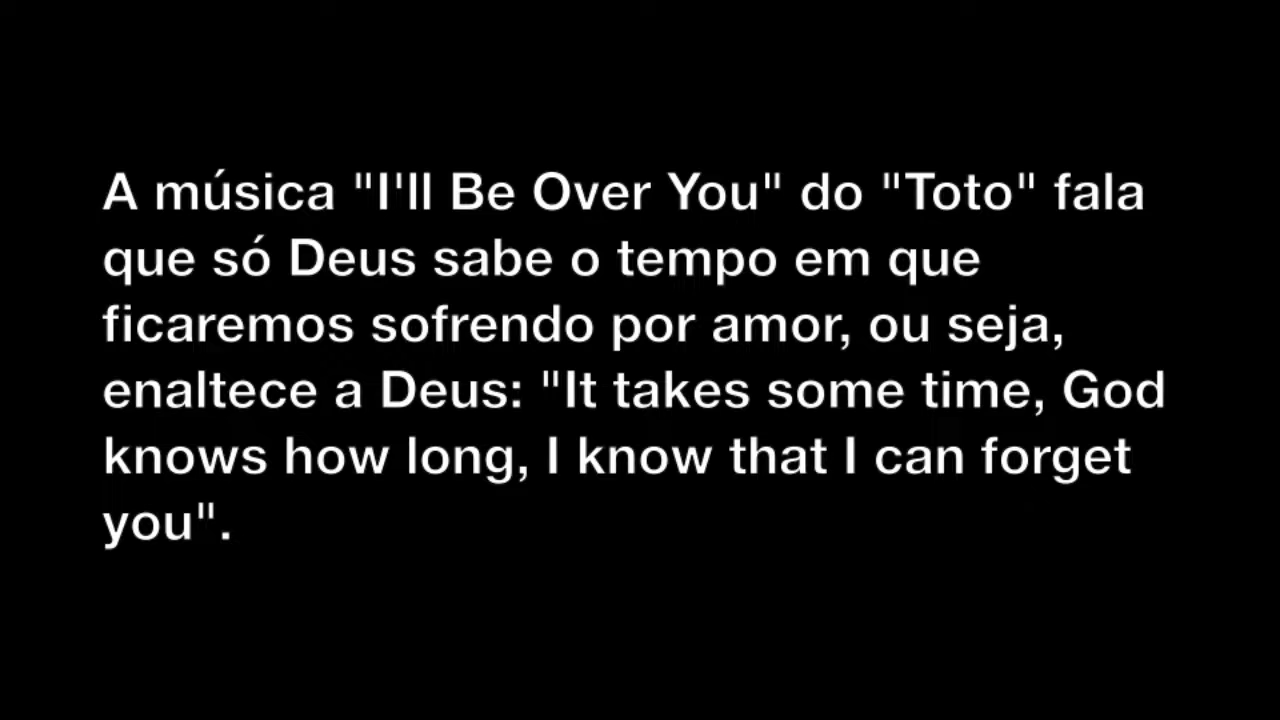 A música "I'll Be Over You" do "Toto" fala
que só Deus sabe o tempo em que
ficaremos sofrendo por amor, ou seja,
enaltece a Deus: "It takes some time, God
knows how long, I know that I can forget
you".